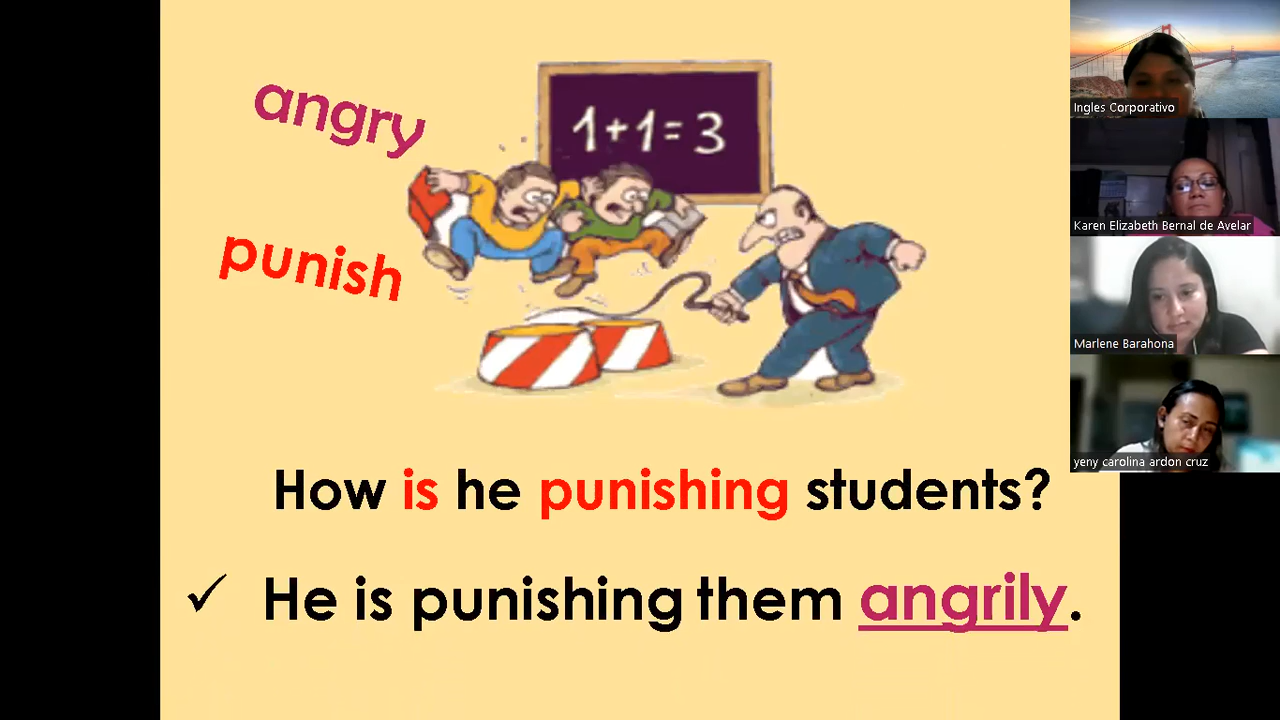 angry
1+1=3
punish
How is he punishing students?
✓ He is punishing them angrily.
Ingles Corporativo
Karen Elizabeth Bernal de Avelar
Marlene Barahona
yeny carolina ardon cruz